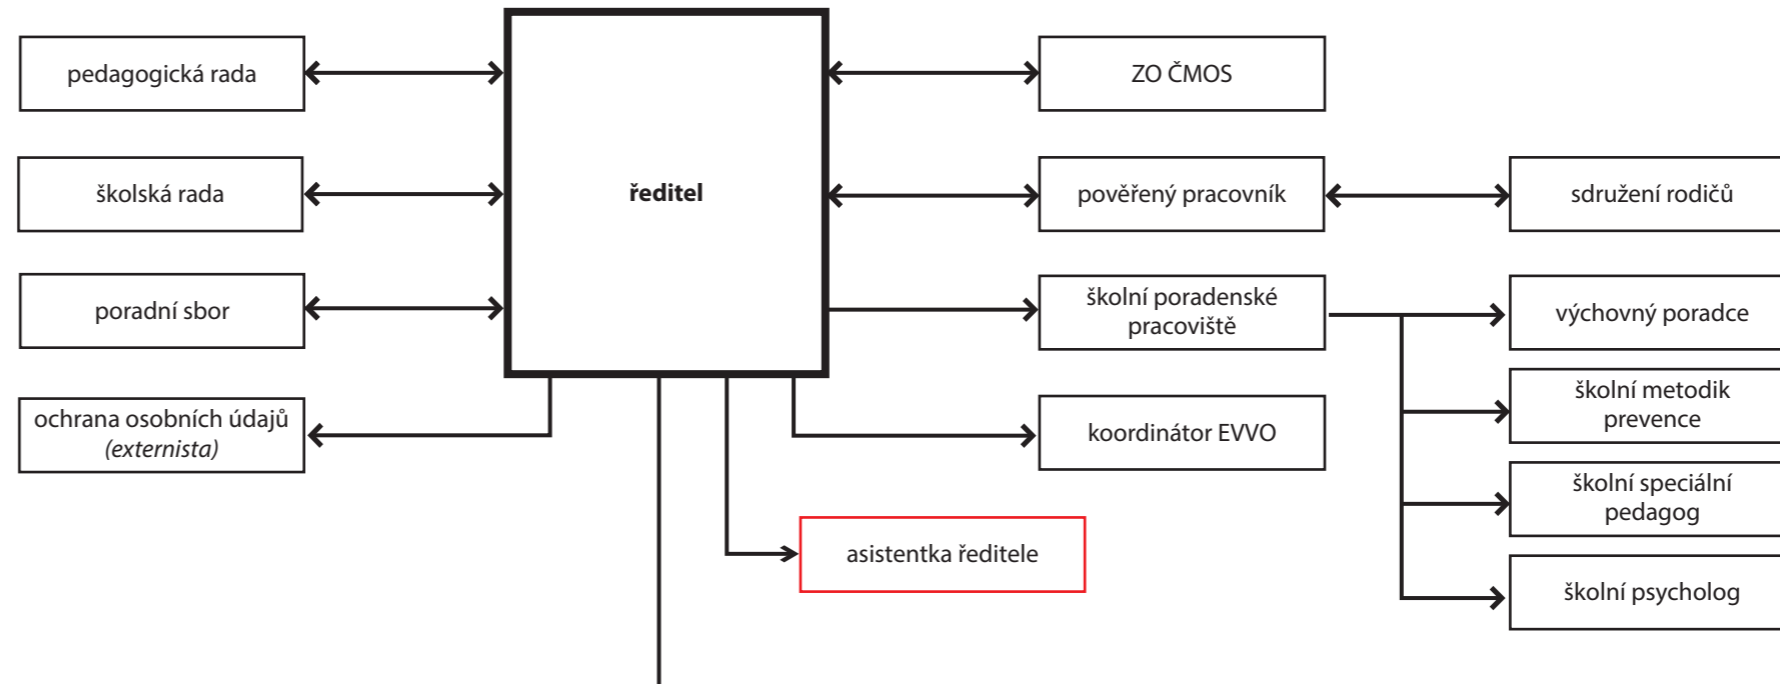 pedagogická rada
ZO ČMOS
školská rada
ředitel
pověřený pracovník
sdružení rodičů
poradní sbor
školní poradenské
pracoviště
výchovný poradce
školní metodik
prevence
ochrana osobních údajů
(externista)
koordinátor EVVO
školní speciální
pedagog
asistentka ředitele
školní psycholog